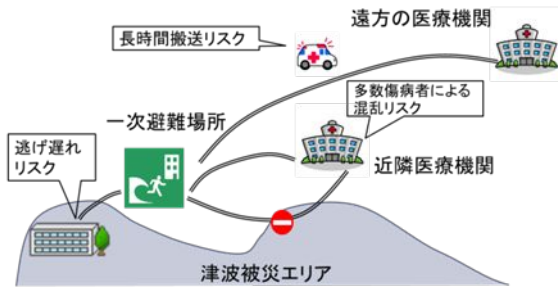 遠方の医療機関
長時間搬送リスク
多数傷病者による
混乱リスク
一次避難場所
逃げ遅れ
リスク
近隣医療機関
津波被災エリア